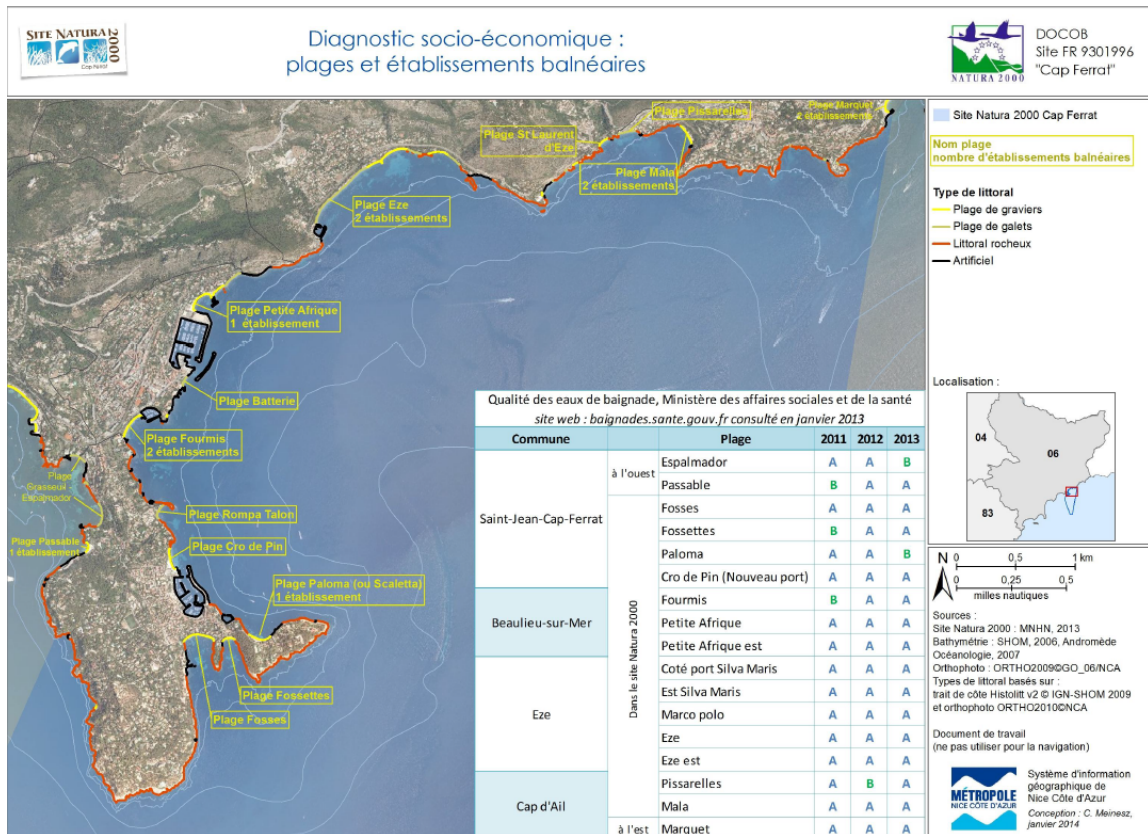 SITE NATURA 2000
Cap Ferrat
Diagnostic socio-économique :
plages et établissements balnéaires
NATURA 2000
DOCOB
Site FR 9301996
"Cap Ferrat"
Plage Marquet
2 établissements
Plage Pissarelles
Plage St Laurent
d'Eze
Plage Mala
2 établissements
Plage Eze
2 établissements
Plage Petite Afrique
1 établissement
Plage Batterie
Plage Fourmis
2 établissements
Plage
Grasseuil -
Espalmador
Plage Rompa Talon
Plage Passable
1 établissement
Plage Cro de Pin
Plage Paloma (ou Scaletta)
1 établissement
Plage Fossettes
Plage Fosses
Qualité des eaux de baignade, Ministère des affaires sociales et de la santé
site web : baignades.sante.gouv.fr consulté en janvier 2013
Commune Plage 2011 2012 2013
Saint-Jean-Cap-Ferrat
à l'ouest
Espalmador A A B
Passable B A A
Dans le site Natura 2000
Fosses A A A
Fossettes B A A
Paloma A A B
Cro de Pin (Nouveau port) A A A
Beaulieu-sur-Mer
Fourmis B A A
Petite Afrique A A A
Petite Afrique est A A A
Eze
Coté port Silva Maris A A A
Est Silva Maris A A A
Marco polo A A A
Eze A A A
Eze est A A A
Cap d'Ail
Pissarelles A B A
Mala A A A
à l'est Marquet A A A
Site Natura 2000 Cap Ferrat
Nom plage
nombre d'établissements balnéaires
Type de littoral
Plage de graviers
Plage de galets
Littoral rocheux
Artificiel
Localisation :
04
06
83
N
0 0,5 1 km
0 0,25 0,5
milles nautiques
Sources :
Site Natura 2000 : MNHN, 2013
Bathymétrie : SHOM, 2006, Andromède
Océanologie, 2007
Orthophoto : ORTHO2009©GO_06/NCA
Types de littoral basés sur :
trait de côte Histolitt v2 © IGN-SHOM 2009
et orthophoto ORTHO2010©NCA
Document de travail
(ne pas utiliser pour la navigation)
MÉTROPOLE
NICE CÔTE D'AZUR
Système d'information
géographique de
Nice Côte d'Azur
Conception : C. Meinesz,
janvier 2014